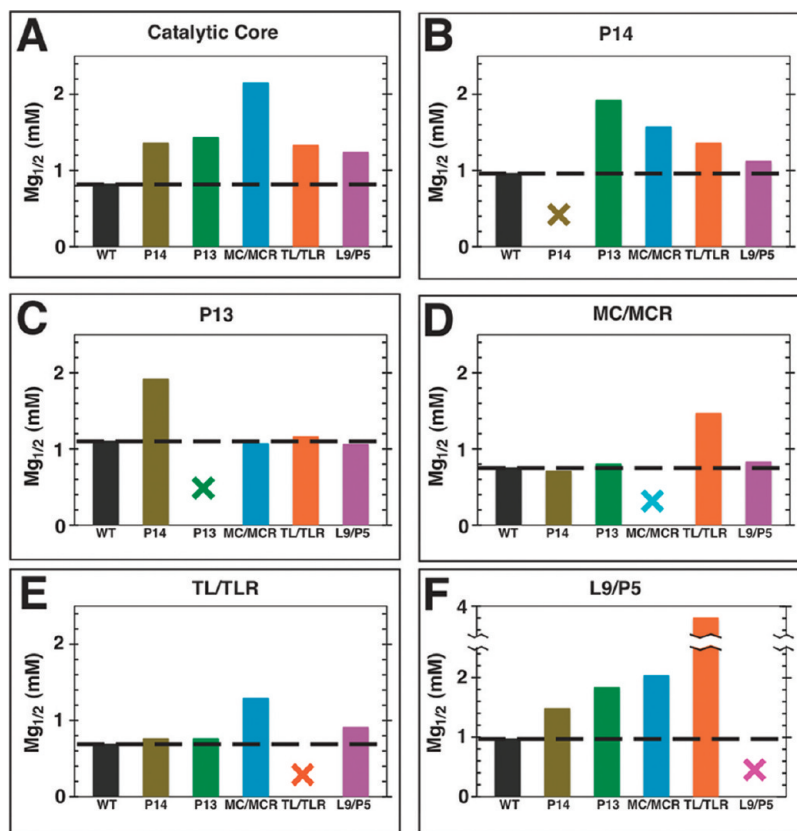 A
Catalytic Core
Mg1/2 (mM)
2
1
0
WT P14 P13 MC/MCR TL/TLR L9/P5
B
P14
Mg1/2 (mM)
2
1
0
WT P14 P13 MC/MCR TL/TLR L9/P5
C
P13
Mg1/2 (mM)
2
1
0
WT P14 P13 MC/MCR TL/TLR L9/P5
D
MC/MCR
Mg1/2 (mM)
2
1
0
WT P14 P13 MC/MCR TL/TLR L9/P5
E
TL/TLR
Mg1/2 (mM)
2
1
0
WT P14 P13 MC/MCR TL/TLR L9/P5
F
L9/P5
Mg1/2 (mM)
4
2
1
0
WT P14 P13 MC/MCR TL/TLR L9/P5